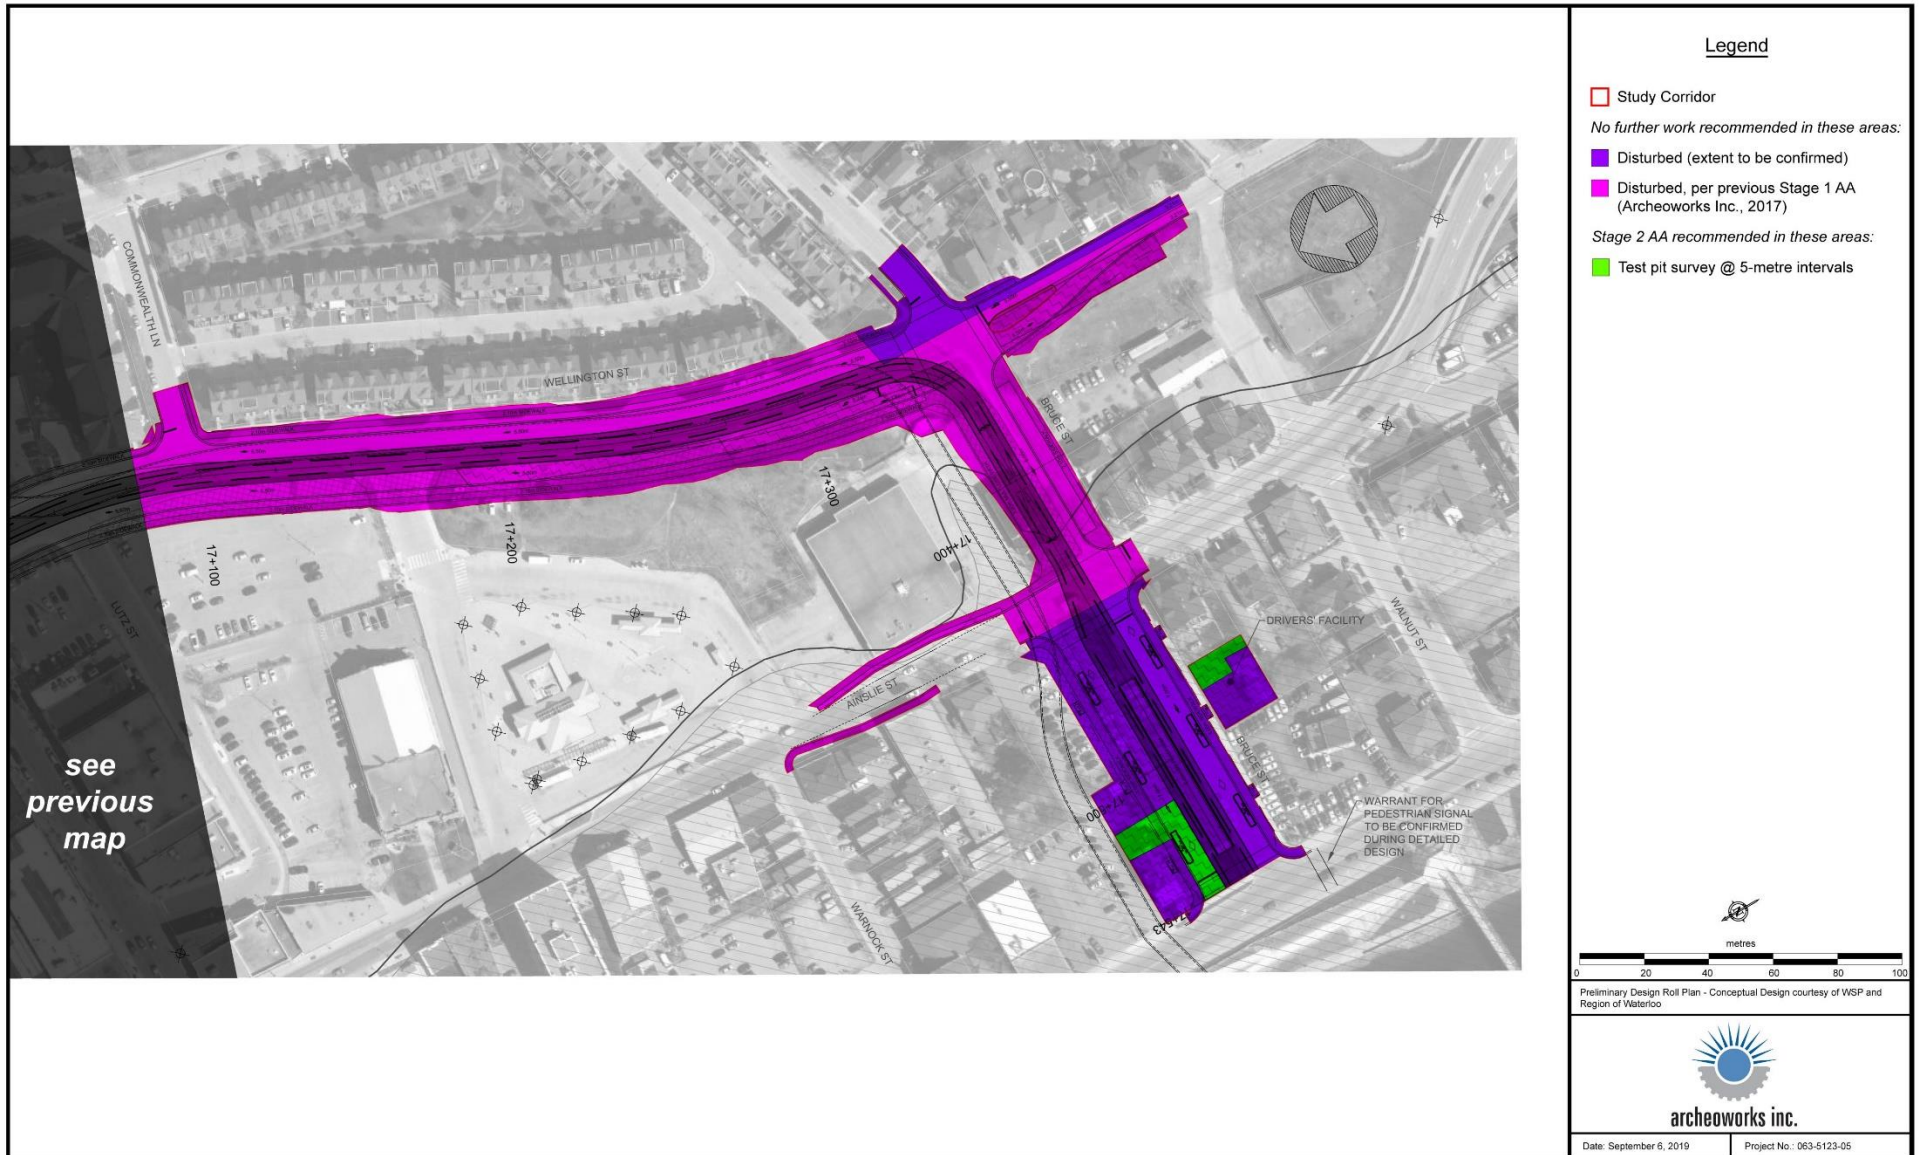 Legend
Study Corridor
No further work recommended in these areas:
Disturbed (extent to be confirmed)
Disturbed, per previous Stage 1 AA
(Archeoworks Inc., 2017)
Stage 2 AA recommended in these areas:
Test pit survey @ 5-metre intervals
COMMONWEALTH LN
WELLINGTON ST
BRUCE ST
17+300
17+200
17+100
17+400
LUTZ ST
DRIVERS' FACILITY
WALNUT ST
AINSLIE ST
BRUCE ST
see
previous
map
WARRANT FOR
PEDESTRIAN SIGNAL
TO BE CONFIRMED
DURING DETAILED
DESIGN
WARNOCK ST
17+543
metres
0 20 40 60 80 100
Preliminary Design Roll Plan - Conceptual Design courtesy of WSP and
Region of Waterloo
archeoworks inc.
Date: September 6, 2019
Project No.: 063-5123-05